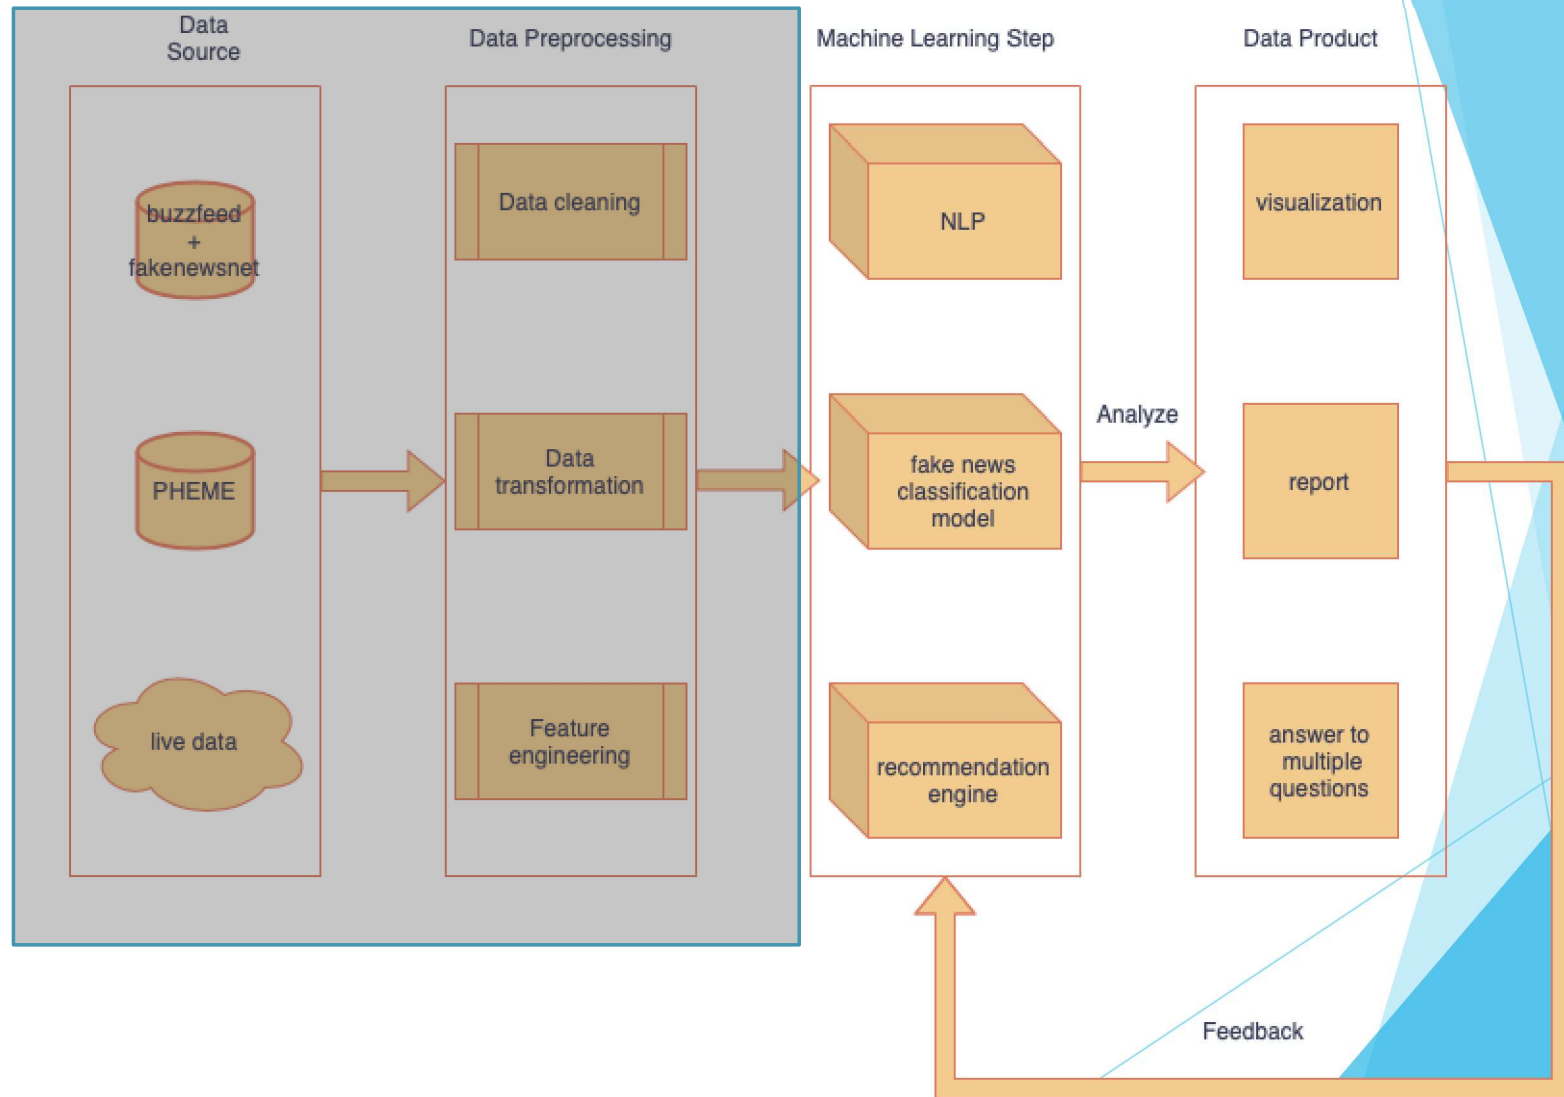 Data
Source
Data Preprocessing
Machine Learning Step
Data Product
buzzfeed
+
fakenewsnet
PHEME
live data
Data cleaning
Data
transformation
Feature
engineering
NLP
fake news
classification
model
recommendation
engine
Analyze
visualization
report
answer to
multiple
questions
Feedback